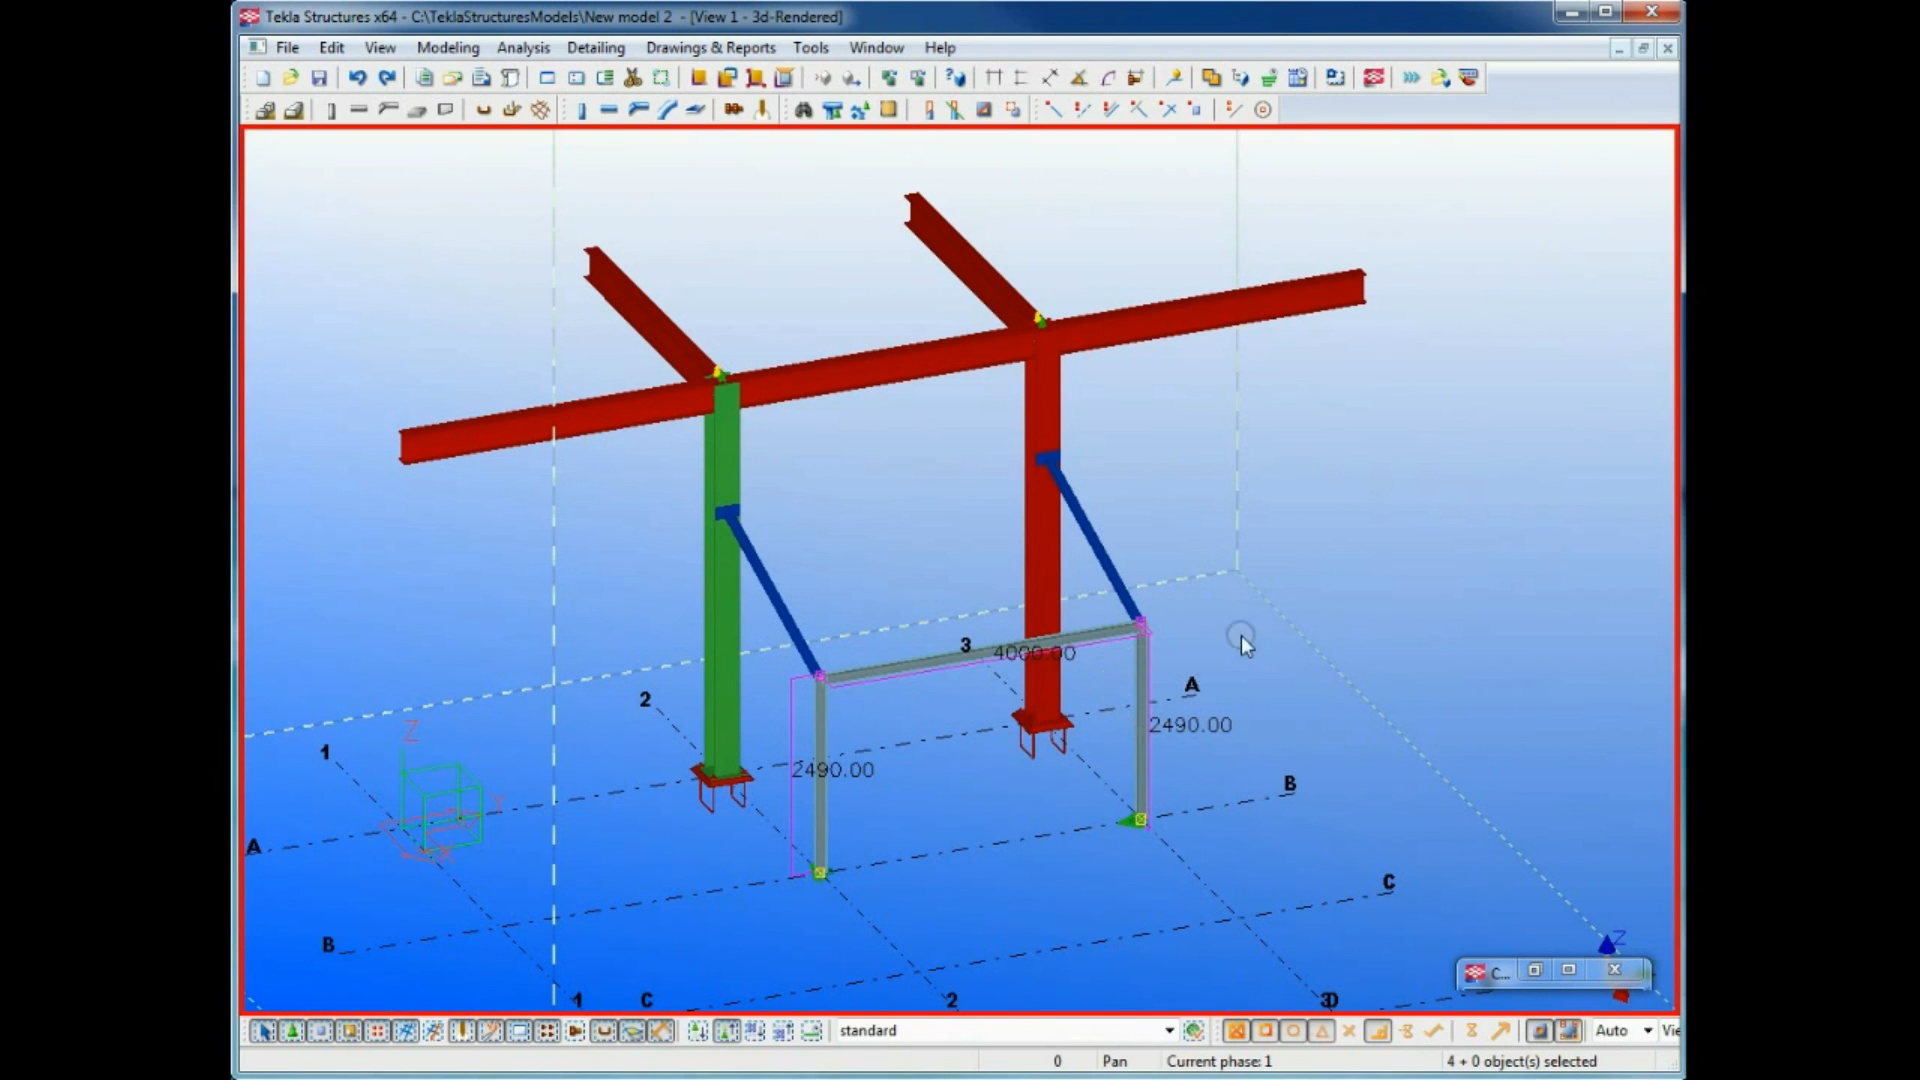 Tekla Structures x64 - C:\TeklaStructuresModels\New model 2 - [View 1 - 3d-Rendered]
File Edit View Modeling Analysis Detailing Drawings & Reports Tools Window Help
3
4000.00
A
2
2490.00
Z
1
2490.00
B
Y
A
X
C
B
Z
C...
1
C
2
3D
standard
Auto
Vie
0
Pan
Current phase: 1
4 + 0 object(s) selected